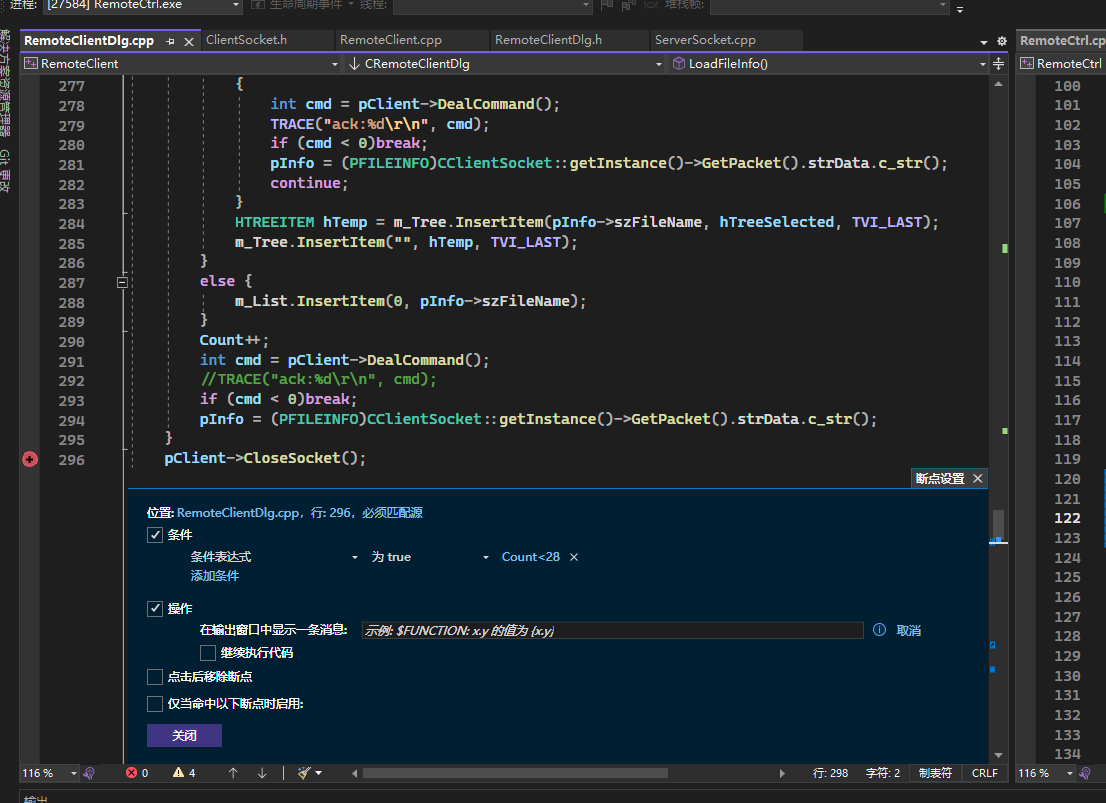 进程: [27584] RemoteCtrl.exe 生命周期事件 线程: 堆栈帧:
RemoteClientDlg.cpp ClientSocket.h RemoteClient.cpp RemoteClientDlg.h ServerSocket.cpp RemoteCtrl.cp
RemoteClient CRemoteClientDlg LoadFileInfo() RemoteCtrl
解决方案资源管理器
Git 更改
277 {
278 int cmd = pClient->DealCommand();
279 TRACE("ack:%d\r\n", cmd);
280 if (cmd < 0)break;
281 pInfo = (PFILEINFO)CClientSocket::getInstance()->GetPacket().strData.c_str();
282 continue;
283 }
284 HTREEITEM hTemp = m_Tree.InsertItem(pInfo->szFileName, hTreeSelected, TVI_LAST);
285 m_Tree.InsertItem("", hTemp, TVI_LAST);
286 }
287 else {
288 m_List.InsertItem(0, pInfo->szFileName);
289 }
290 Count++;
291 int cmd = pClient->DealCommand();
292 //TRACE("ack:%d\r\n", cmd);
293 if (cmd < 0)break;
294 pInfo = (PFILEINFO)CClientSocket::getInstance()->GetPacket().strData.c_str();
295 }
296 pClient->CloseSocket();
断点设置
位置: RemoteClientDlg.cpp, 行: 296, 必须匹配源
条件
条件表达式 为 true Count<28
添加条件
操作
在输出窗口中显示一条消息: 示例: $FUNCTION: x.y 的值为 {x.y} 取消
继续执行代码
点击后移除断点
仅当命中以下断点时启用:
关闭
116 % 0 4 行: 298 字符: 2 制表符 CRLF 116 %
输出
100
101
102
103
104
105
106
107
108
109
110
111
112
113
114
115
116
117
118
119
120
121
122
123
124
125
126
127
128
129
130
131
132
133
134